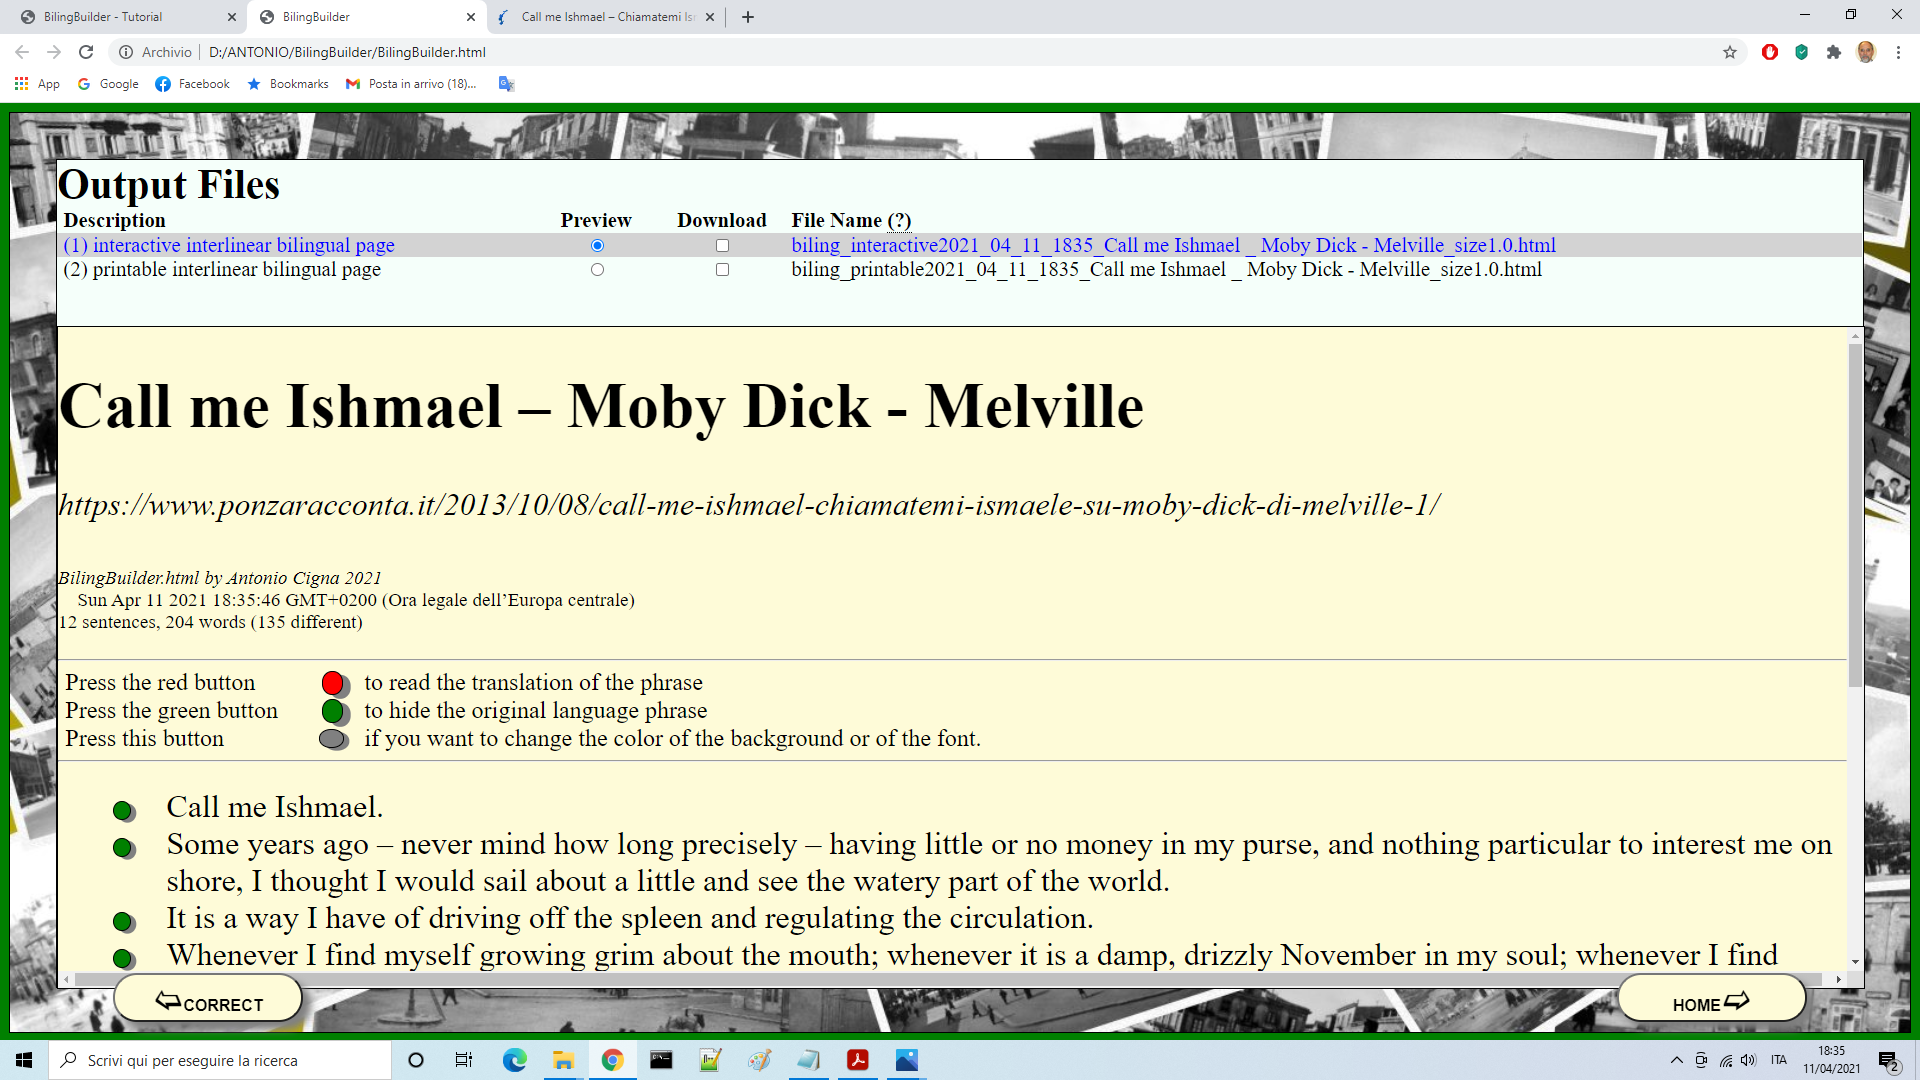 BilingBuilder - Tutorial
BilingBuilder
Call me Ishmael – Chiamatemi Is
Archivio D:/ANTONIO/BilingBuilder/BilingBuilder.html
App Google Facebook Bookmarks Posta in arrivo (18)...
Output Files
Description Preview Download File Name (?)
(1) interactive interlinear bilingual page biling_interactive2021_04_11_1835_Call me Ishmael _ Moby Dick - Melville_size1.0.html
(2) printable interlinear bilingual page biling_printable2021_04_11_1835_Call me Ishmael _ Moby Dick - Melville_size1.0.html
Call me Ishmael – Moby Dick - Melville
https://www.ponzaracconta.it/2013/10/08/call-me-ishmael-chiamatemi-ismaele-su-moby-dick-di-melville-1/
BilingBuilder.html by Antonio Cigna 2021
Sun Apr 11 2021 18:35:46 GMT+0200 (Ora legale dell’Europa centrale)
12 sentences, 204 words (135 different)
Press the red button to read the translation of the phrase
Press the green button to hide the original language phrase
Press this button if you want to change the color of the background or of the font.
Call me Ishmael.
Some years ago – never mind how long precisely – having little or no money in my purse, and nothing particular to interest me on
shore, I thought I would sail about a little and see the watery part of the world.
It is a way I have of driving off the spleen and regulating the circulation.
Whenever I find myself growing grim about the mouth; whenever it is a damp, drizzly November in my soul; whenever I find
CORRECT
HOME
Scrivi qui per eseguire la ricerca
ITA
18:35
11/04/2021
2